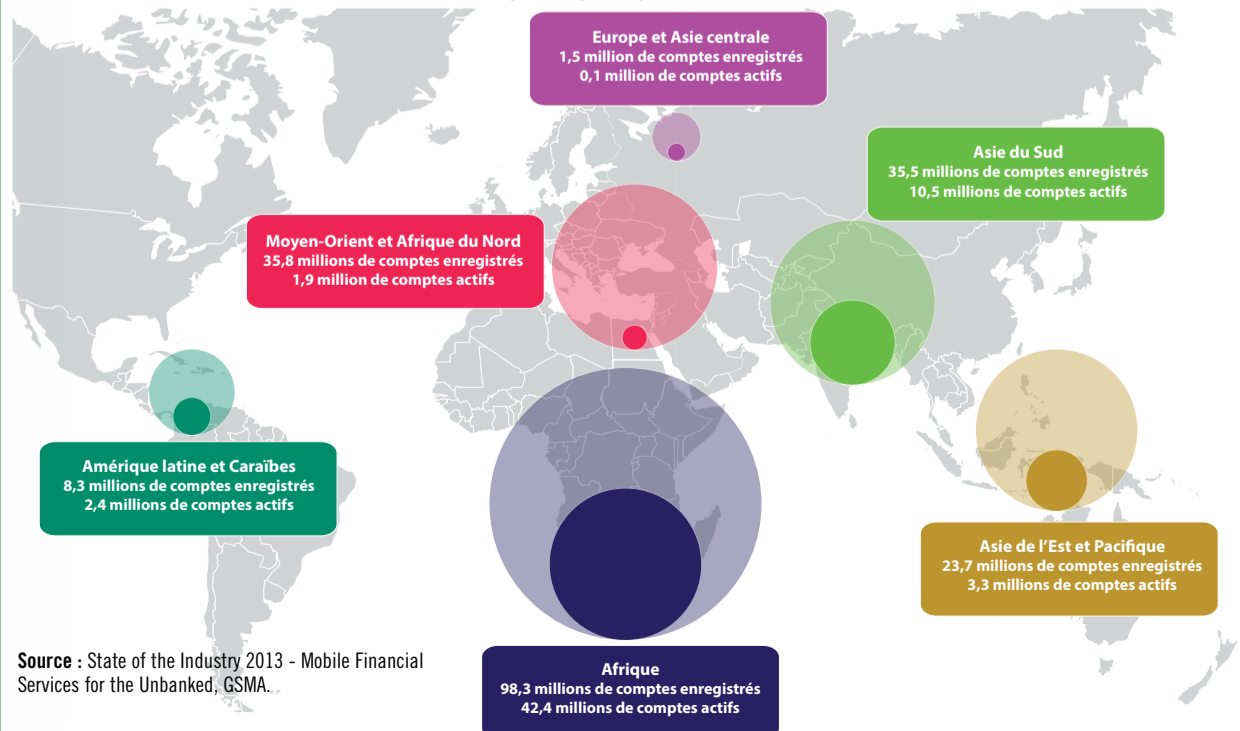 Europe et Asie centrale
1,5 million de comptes enregistrés
0,1 million de comptes actifs
Asie du Sud
35,5 millions de comptes enregistrés
10,5 millions de comptes actifs
Moyen-Orient et Afrique du Nord
35,8 millions de comptes enregistrés
1,9 million de comptes actifs
Amérique latine et Caraïbes
8,3 millions de comptes enregistrés
2,4 millions de comptes actifs
Asie de l'Est et Pacifique
23,7 millions de comptes enregistrés
3,3 millions de comptes actifs
Afrique
98,3 millions de comptes enregistrés
42,4 millions de comptes actifs
Source : State of the Industry 2013 - Mobile Financial
Services for the Unbanked, GSMA.